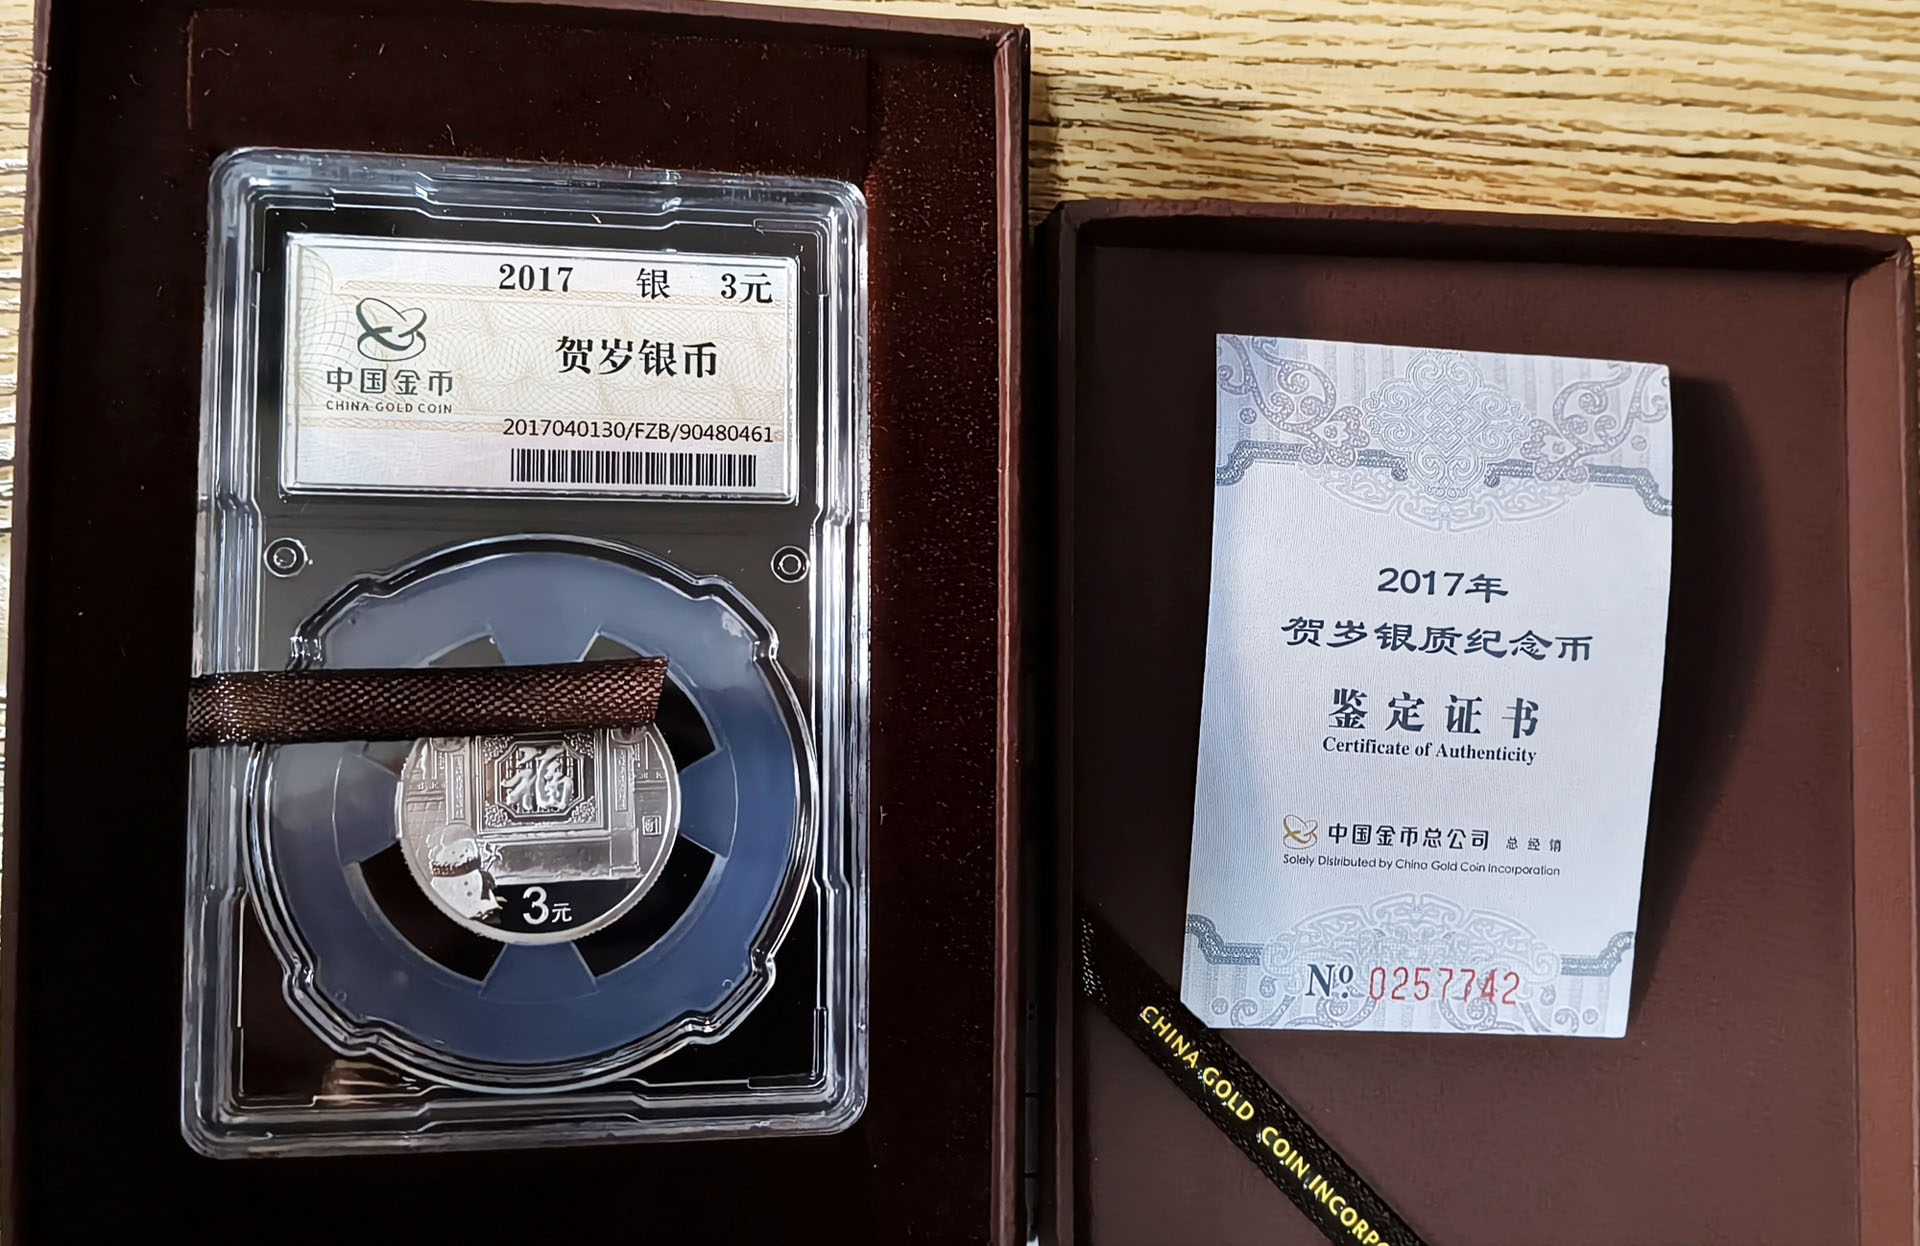 2017 银 3元
中国金币
CHINA GOLD COIN
贺岁银币
2017040130/FZB/90480461
福
3元
2017年
贺岁银质纪念币
鉴定证书
Certificate of Authenticity
中国金币总公司 总经销
Solely Distributed by China Gold Coin Incorporation
№ 0257742
CHINA GOLD COIN INCORPO